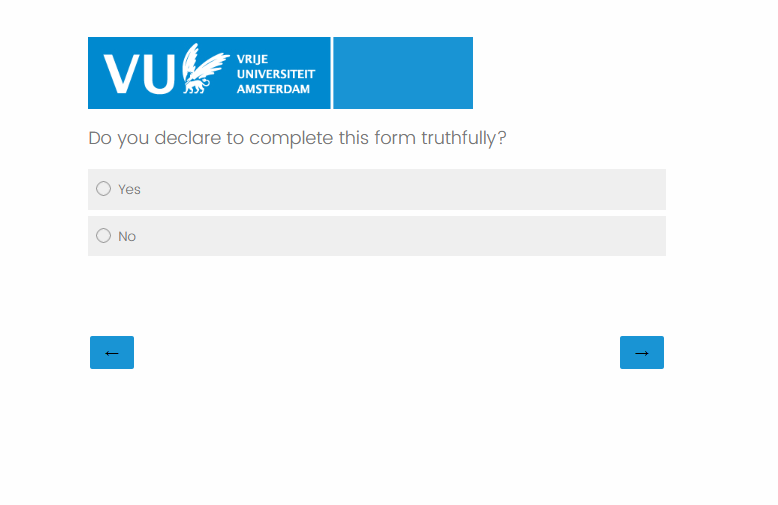 VU
VRIJE
UNIVERSITEIT
AMSTERDAM
Do you declare to complete this form truthfully?
Yes
No
← →